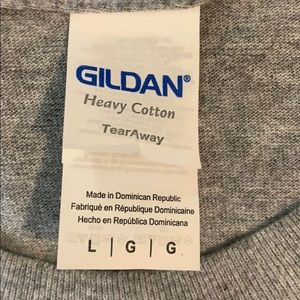 GILDAN®
Heavy Cotton
TearAway
Made in Dominican Republic
Fabriqué en République Dominicaine
Hecho en República Dominicana
L | G | G